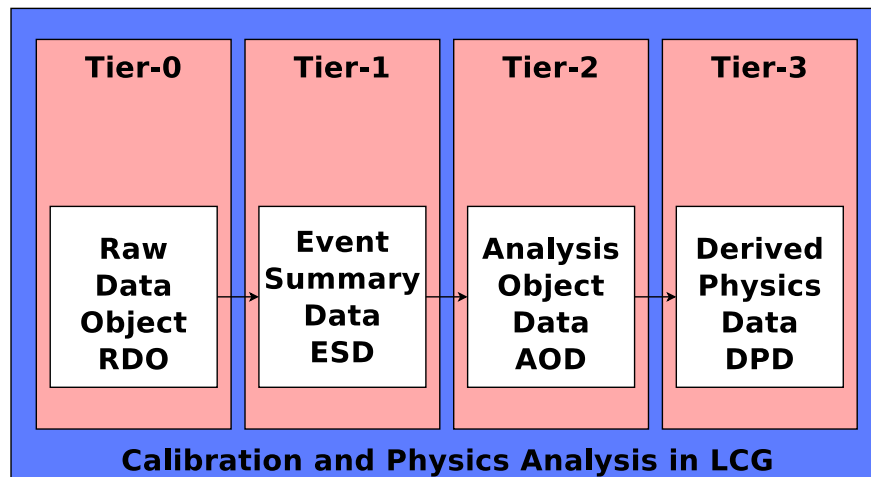 Tier-0
Raw
Data
Object
RDO
Tier-1
Event
Summary
Data
ESD
Tier-2
Analysis
Object
Data
AOD
Tier-3
Derived
Physics
Data
DPD
Calibration and Physics Analysis in LCG